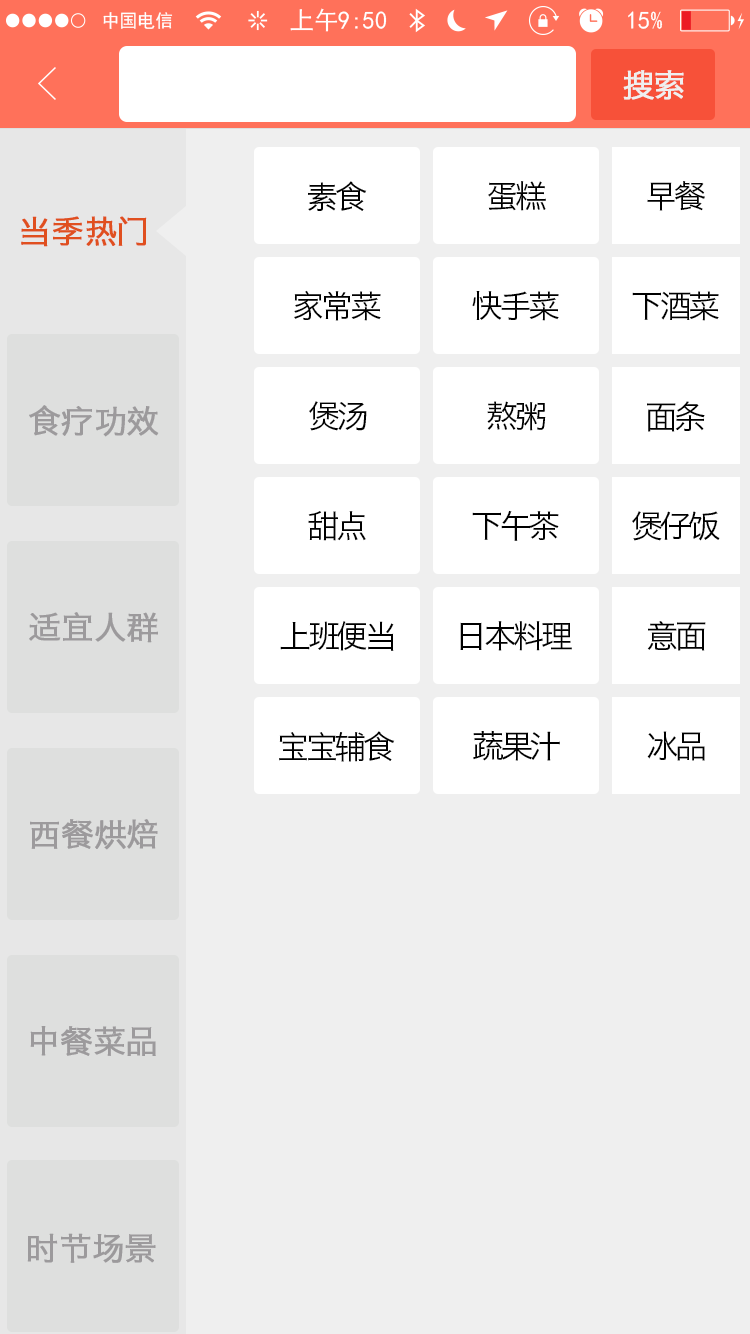 中国电信 上午9:50 15%
搜索
当季热门
食疗功效
适宜人群
西餐烘焙
中餐菜品
时节场景
素食 蛋糕 早餐
家常菜 快手菜 下酒菜
煲汤 熬粥 面条
甜点 下午茶 煲仔饭
上班便当 日本料理 意面
宝宝辅食 蔬果汁 冰品